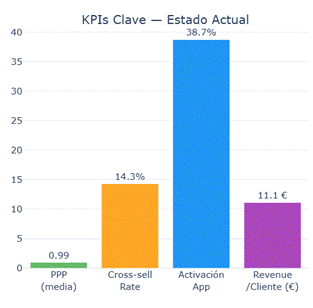 KPIs Clave — Estado Actual
40
35
30
25
20
15
10
5
0
0.99
14.3%
38.7%
11.1 €
PPP
(media)
Cross-sell
Rate
Activación
App
Revenue
/Cliente (€)